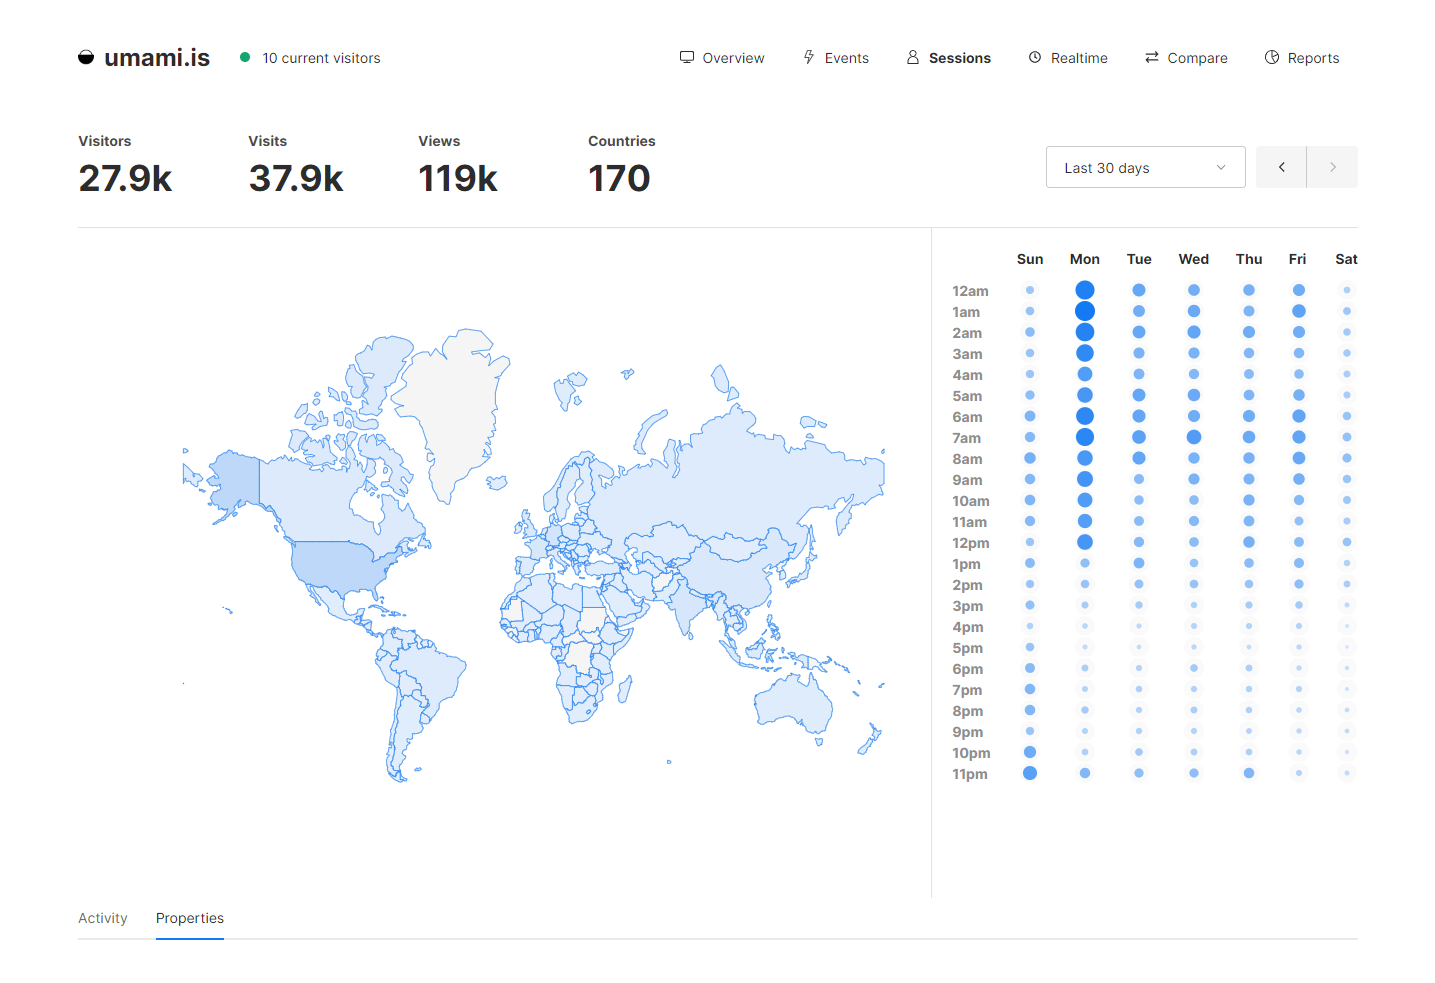 umami.is
10 current visitors
Overview
Events
Sessions
Realtime
Compare
Reports
Visitors
27.9k
Visits
37.9k
Views
119k
Countries
170
Last 30 days
Sun Mon Tue Wed Thu Fri Sat
12am
1am
2am
3am
4am
5am
6am
7am
8am
9am
10am
11am
12pm
1pm
2pm
3pm
4pm
5pm
6pm
7pm
8pm
9pm
10pm
11pm
Activity
Properties